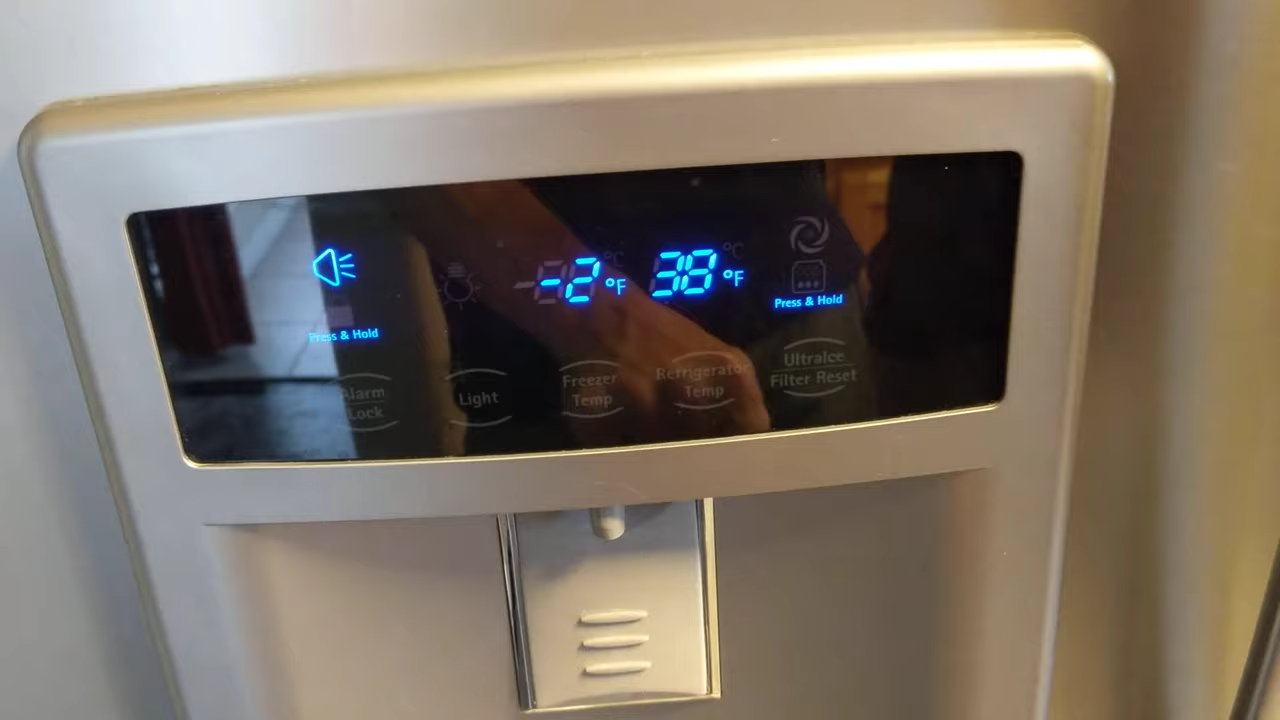 -2 °F 38 °F
Press & Hold
Press & Hold
Alarm
Lock
Light
Freezer
Temp
Refrigerator
Temp
UltraIce
Filter Reset
°C
°C